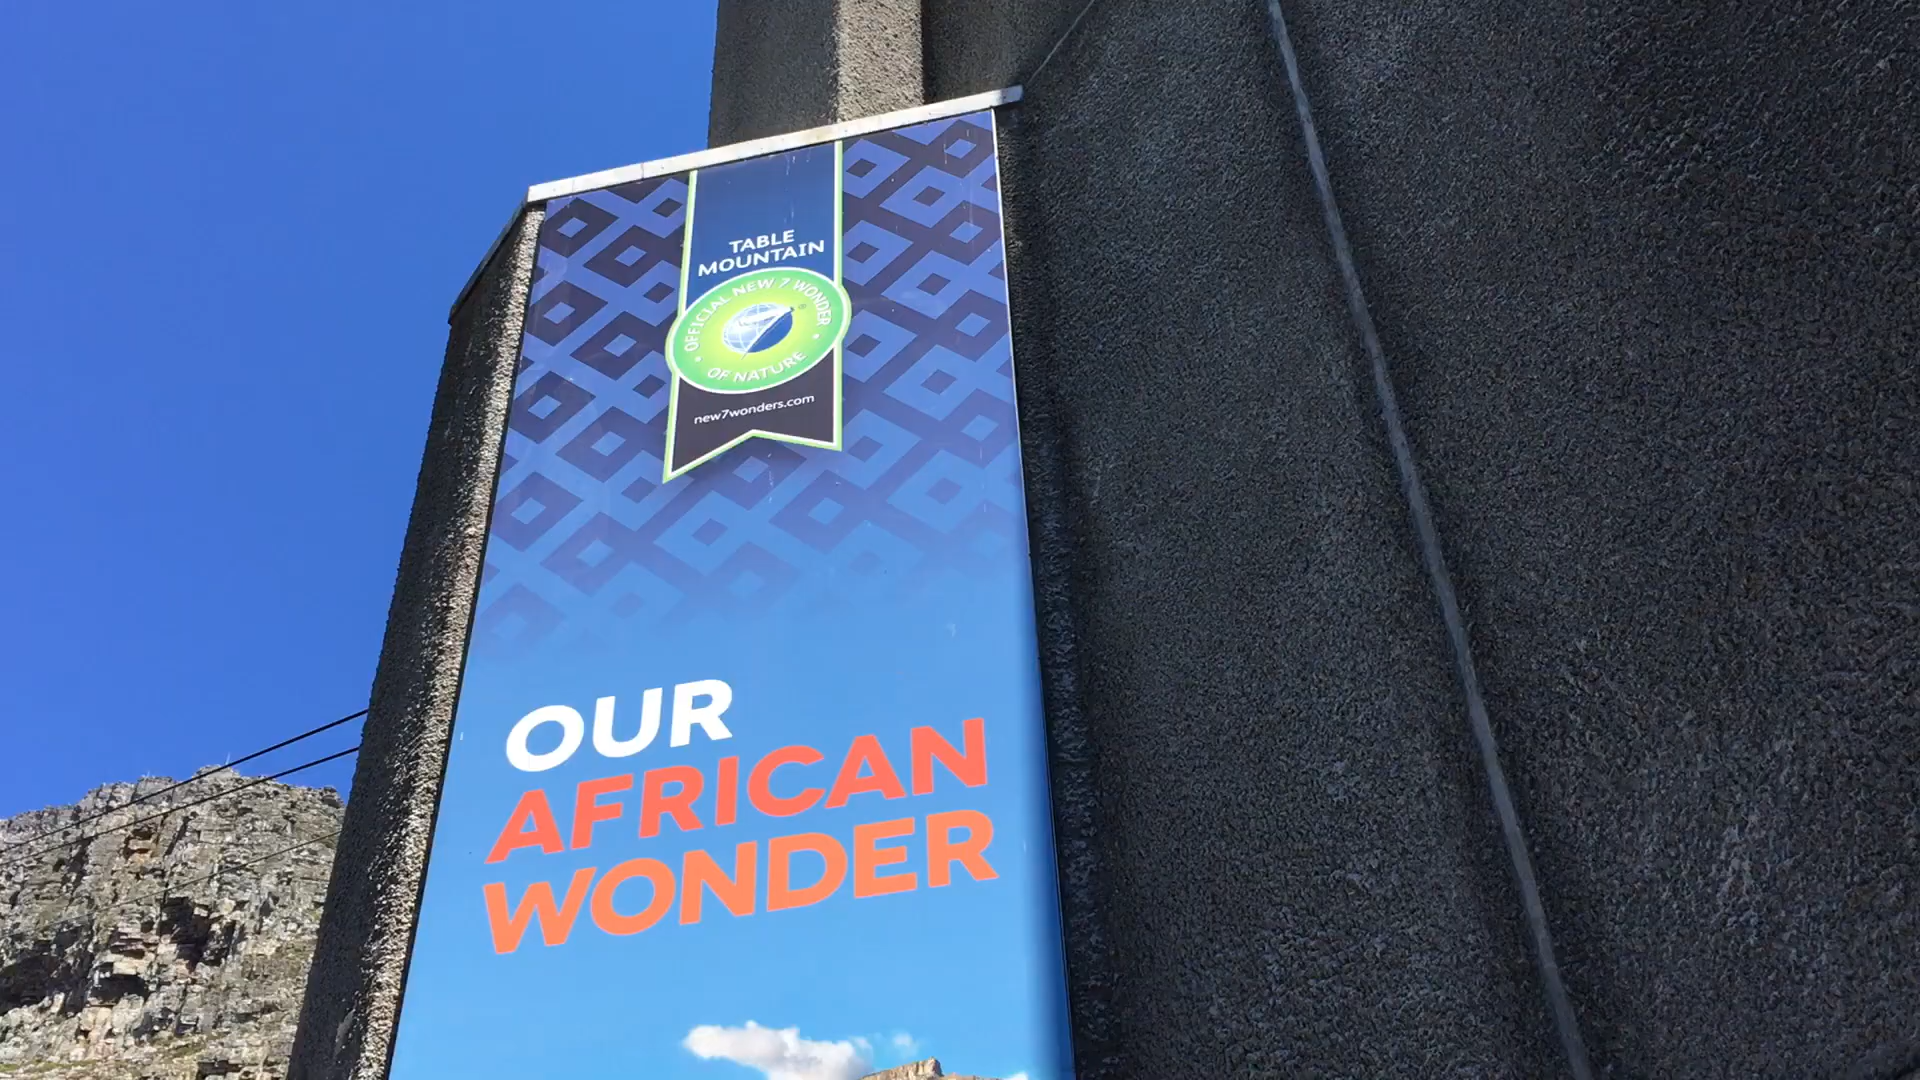 TABLE
MOUNTAIN
OFFICIAL NEW 7 WONDER
OF NATURE
new7wonders.com
OUR
AFRICAN
WONDER